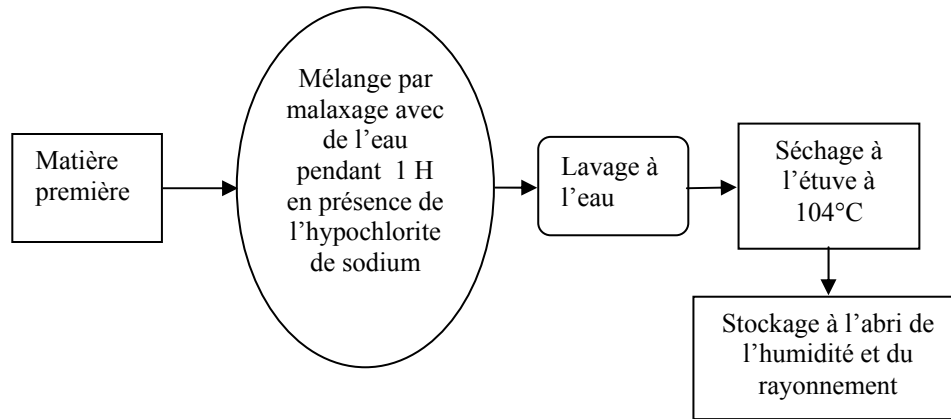 Matière
première
Mélange par
malaxage avec
de l’eau
pendant 1 H
en présence de
l’hypochlorite
de sodium
Lavage à
l’eau
Séchage à
l’étuve à
104°C
Stockage à l’abri de
l’humidité et du
rayonnement